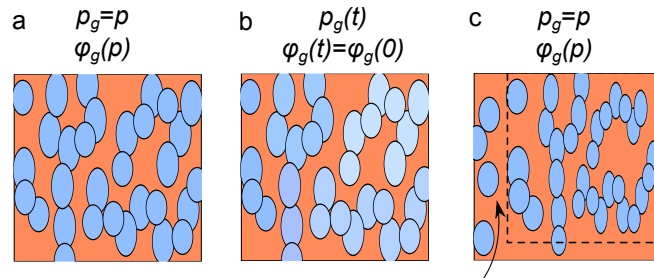 a
p_g=p
φ_g(p)
b
p_g(t)
φ_g(t)=φ_g(0)
c
p_g=p
φ_g(p)